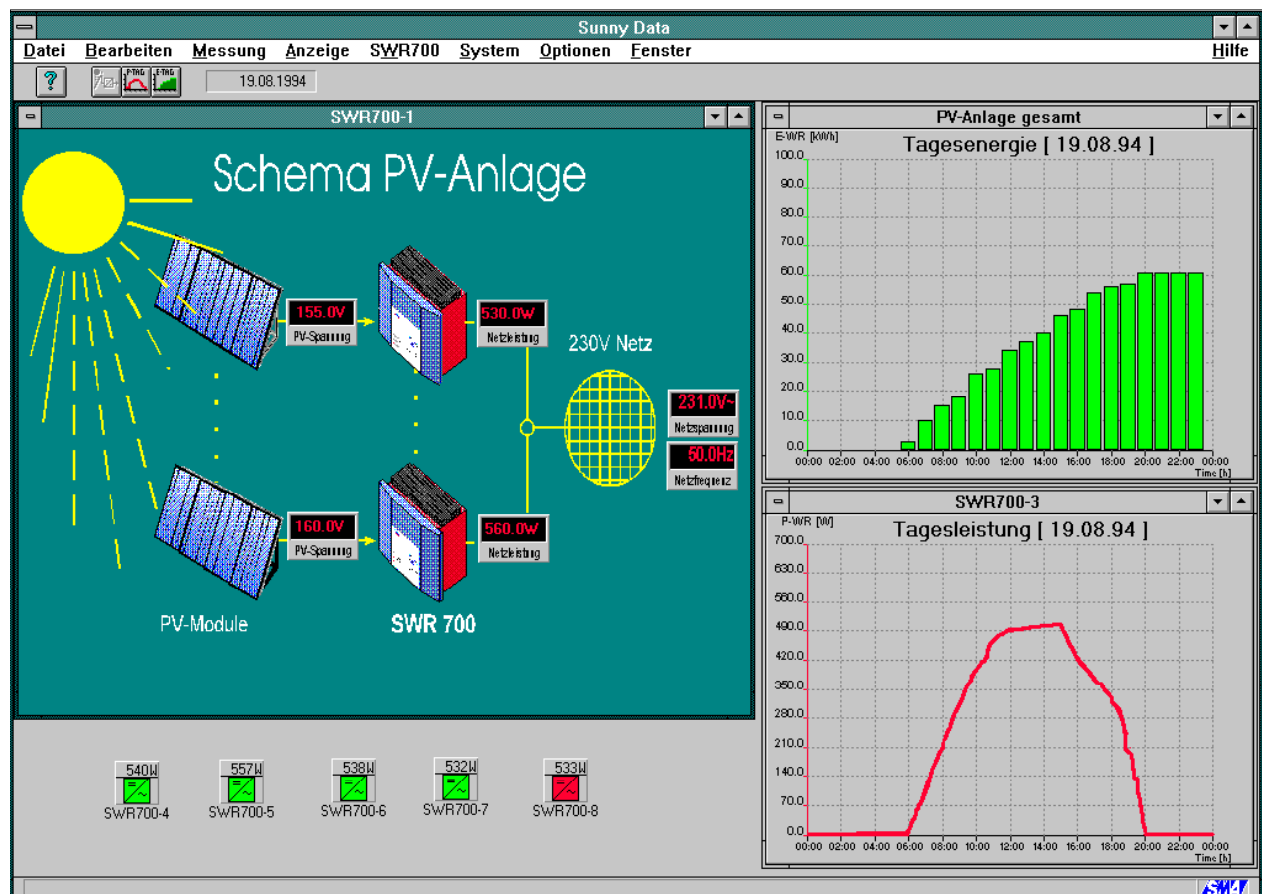 Sunny Data
Datei Bearbeiten Messung Anzeige SWR700 System Optionen Fenster Hilfe
? P-TAG E-TAG 19.08.1994
SWR700-1
Schema PV-Anlage
155.0V
PV-Spannung
530.0W
Netzleistung
230V Netz
231.0V~
Netzspannung
50.0Hz
Netzfrequenz
160.0V
PV-Spannung
560.0W
Netzleistung
PV-Module
SWR 700
PV-Anlage gesamt
E-WR [kWh]
Tagesenergie [ 19.08.94 ]
100.0
90.0
80.0
70.0
60.0
50.0
40.0
30.0
20.0
10.0
0.0
00:00 02:00 04:00 06:00 08:00 10:00 12:00 14:00 16:00 18:00 20:00 22:00 00:00
Time [h]
SWR700-3
P-WR [W]
Tagesleistung [ 19.08.94 ]
700.0
630.0
560.0
490.0
420.0
350.0
280.0
210.0
140.0
70.0
0.0
00:00 02:00 04:00 06:00 08:00 10:00 12:00 14:00 16:00 18:00 20:00 22:00 00:00
Time [h]
540W 557W 538W 532W 533W
SWR700-4 SWR700-5 SWR700-6 SWR700-7 SWR700-8
SMA